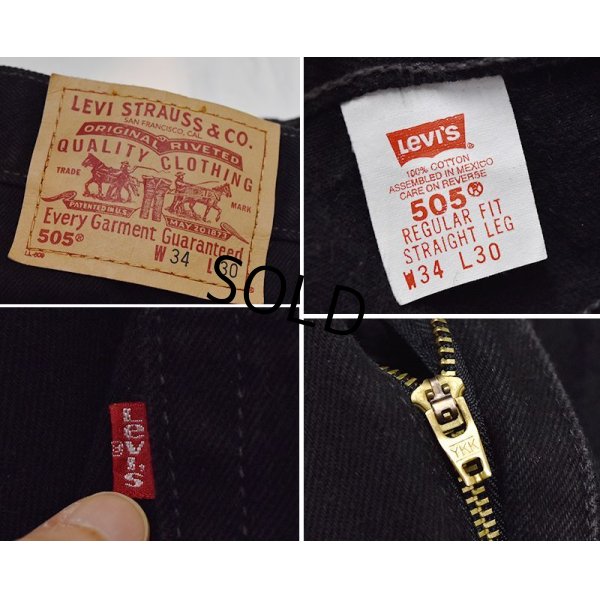 LEVI STRAUSS & CO.
SAN FRANCISCO, CAL.
ORIGINAL RIVETED
QUALITY CLOTHING
TRADE MARK
PATENTED IN U.S. MAY 20 1873
Every Garment Guaranteed
505®
W 34 L 30
Levi's
100% COTTON
ASSEMBLED IN MEXICO
CARE ON REVERSE
505®
REGULAR FIT
STRAIGHT LEG
W34 L30
SOLD
Levi's
YKK